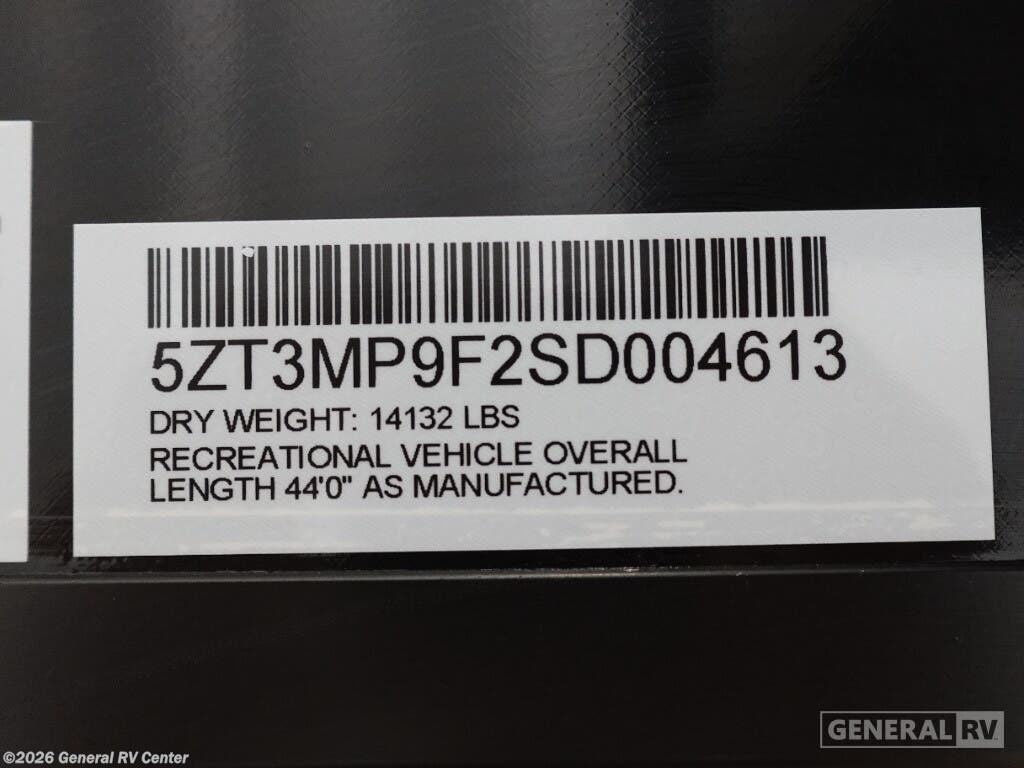 5ZT3MP9F2SD004613
DRY WEIGHT: 14132 LBS
RECREATIONAL VEHICLE OVERALL
LENGTH 44'0" AS MANUFACTURED.
GENERAL RV
©2026 General RV Center